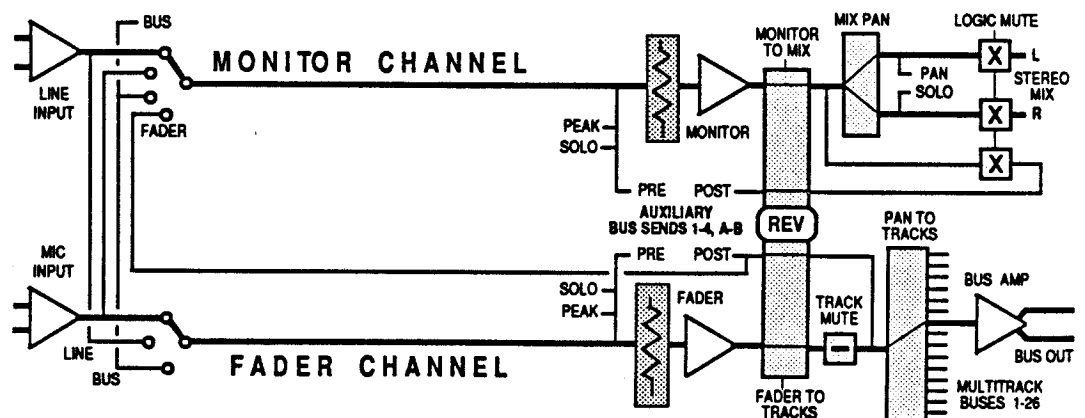 BUS
MIX PAN
LOGIC MUTE
MONITOR
TO MIX
MONITOR CHANNEL
X
L
LINE
INPUT
PAN
SOLO
STEREO
MIX
FADER
PEAK
MONITOR
X
R
SOLO
X
PRE
POST
AUXILIARY
BUS SENDS 1-4, A-B
REV
PAN TO
TRACKS
MIC
INPUT
PRE
POST
SOLO
FADER
BUS AMP
PEAK
TRACK
MUTE
LINE
FADER CHANNEL
BUS OUT
BUS
FADER TO
TRACKS
MULTITRACK
BUSES 1-26